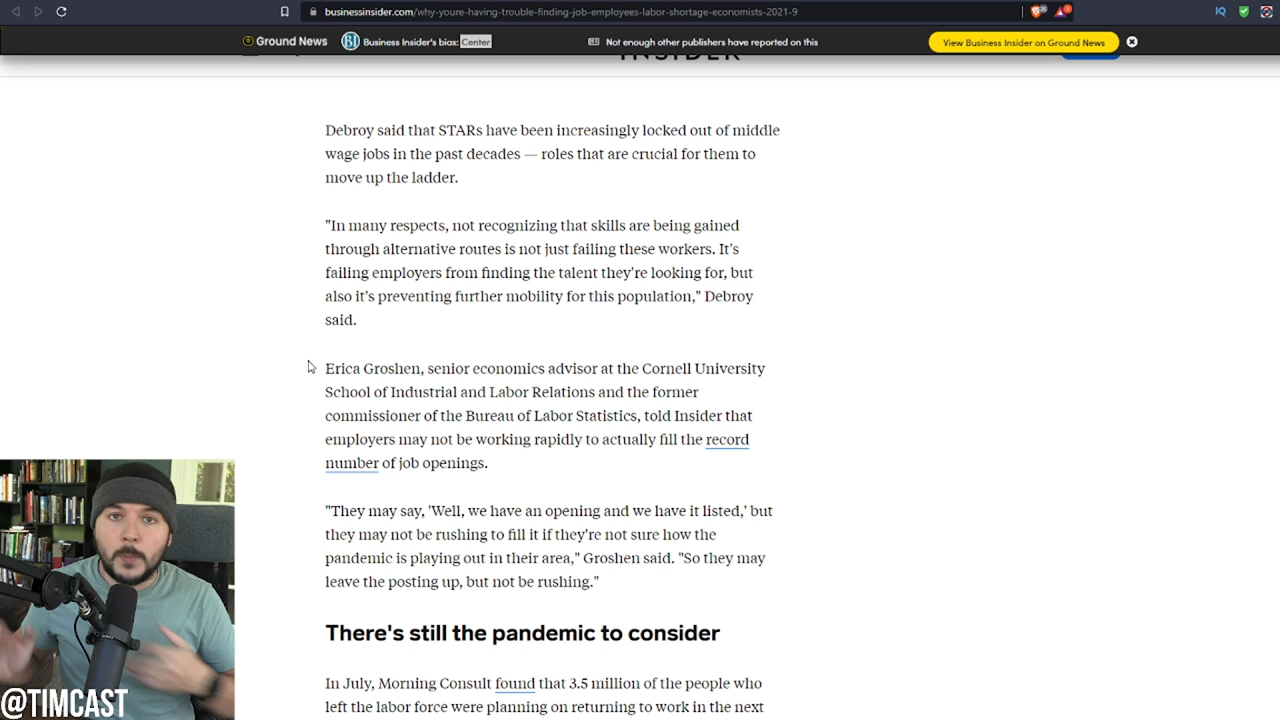 businessinsider.com/why-youre-having-trouble-finding-job-employees-labor-shortage-economists-2021-9
IQ
Ground News
BI
Business Insider's bias: Center
Not enough other publishers have reported on this
View Business Insider on Ground News
INSIDER
Debroy said that STARs have been increasingly locked out of middle
wage jobs in the past decades — roles that are crucial for them to
move up the ladder.
"In many respects, not recognizing that skills are being gained
through alternative routes is not just failing these workers. It's
failing employers from finding the talent they're looking for, but
also it's preventing further mobility for this population," Debroy
said.
Erica Groshen, senior economics advisor at the Cornell University
School of Industrial and Labor Relations and the former
commissioner of the Bureau of Labor Statistics, told Insider that
employers may not be working rapidly to actually fill the record
number of job openings.
"They may say, 'Well, we have an opening and we have it listed,' but
they may not be rushing to fill it if they're not sure how the
pandemic is playing out in their area," Groshen said. "So they may
leave the posting up, but not be rushing."
There's still the pandemic to consider
In July, Morning Consult found that 3.5 million of the people who
left the labor force were planning on returning to work in the next
@TIMCAST